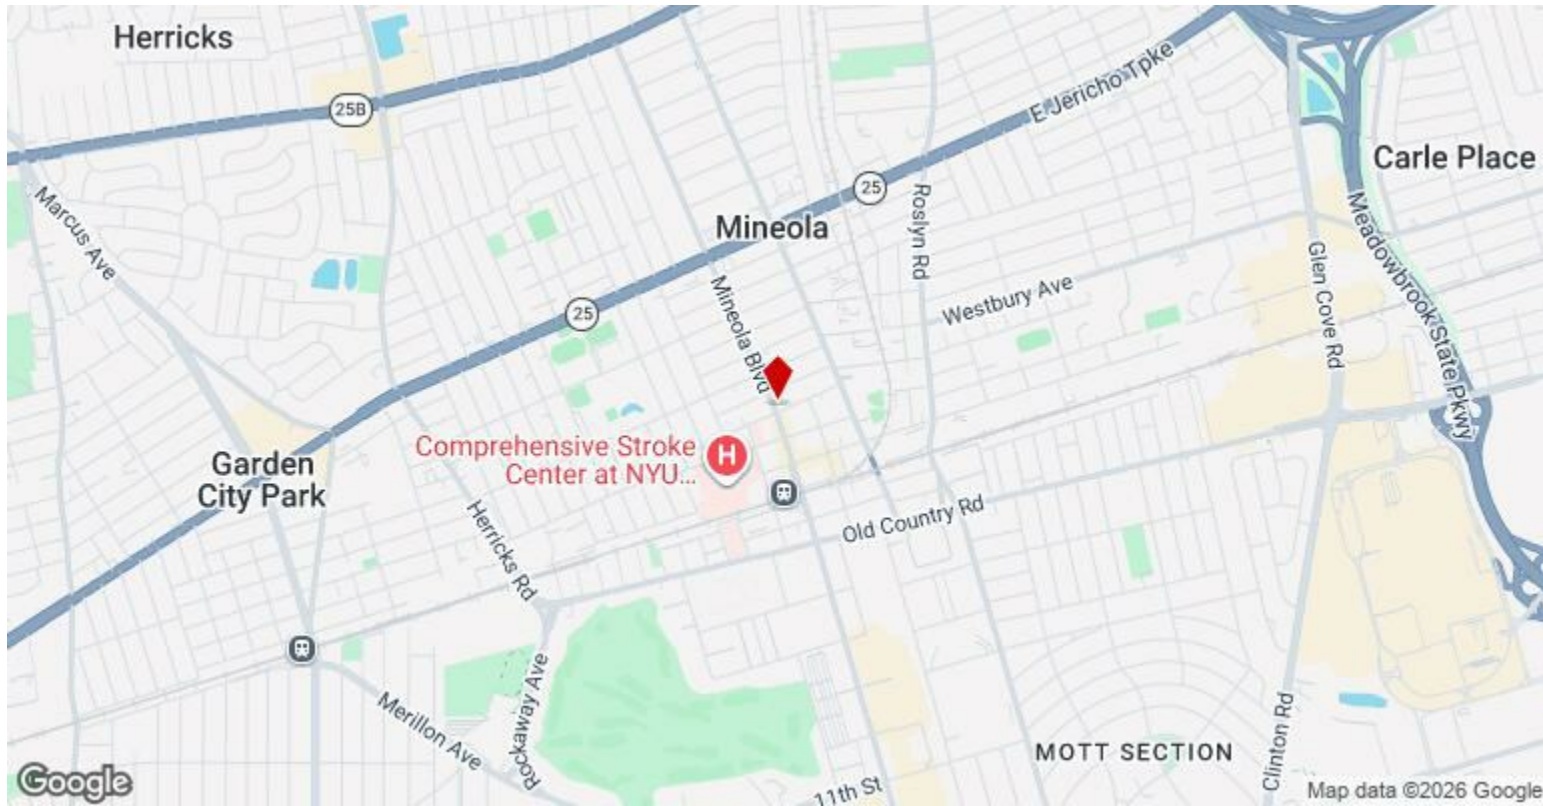 Herricks
25B
E Jericho Tpke
Carle Place
Marcus Ave
25
Mineola
Roslyn Rd
Meadowbrook State Pkwy
Glen Cove Rd
Westbury Ave
25
Mineola Blvd
Comprehensive Stroke
Center at NYU...
H
Garden
City Park
Herricks Rd
Old Country Rd
Merillon Ave
Rockaway Ave
Clinton Rd
MOTT SECTION
11th St
Google
Map data ©2026 Google